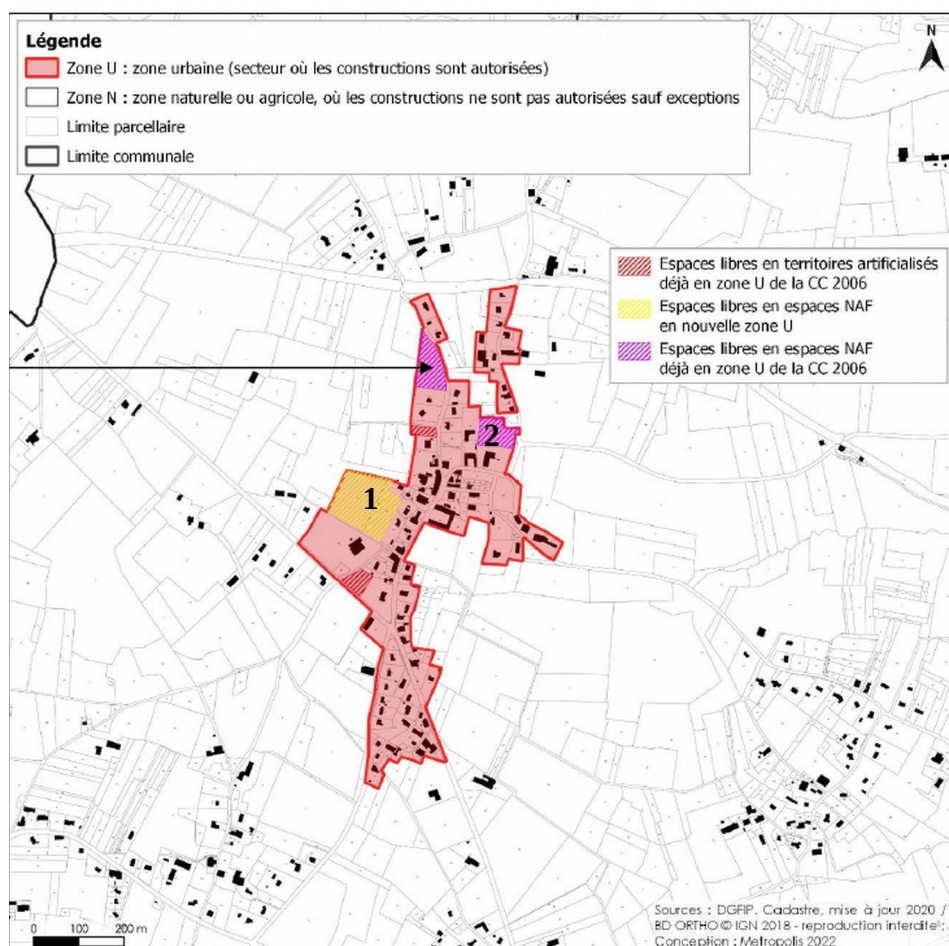 Légende
Zone U : zone urbaine (secteur où les constructions sont autorisées)
Zone N : zone naturelle ou agricole, où les constructions ne sont pas autorisées sauf exceptions
Limite parcellaire
Limite communale
N
Espaces libres en territoires artificialisés
déjà en zone U de la CC 2006
Espaces libres en espaces NAF
en nouvelle zone U
Espaces libres en espaces NAF
déjà en zone U de la CC 2006
2
1
0 100 200 m
Sources : DGFIP. Cadastre, mise à jour 2020 /
BD ORTHO © IGN 2018 - reproduction interdite\
Conception : Metropolis 2022